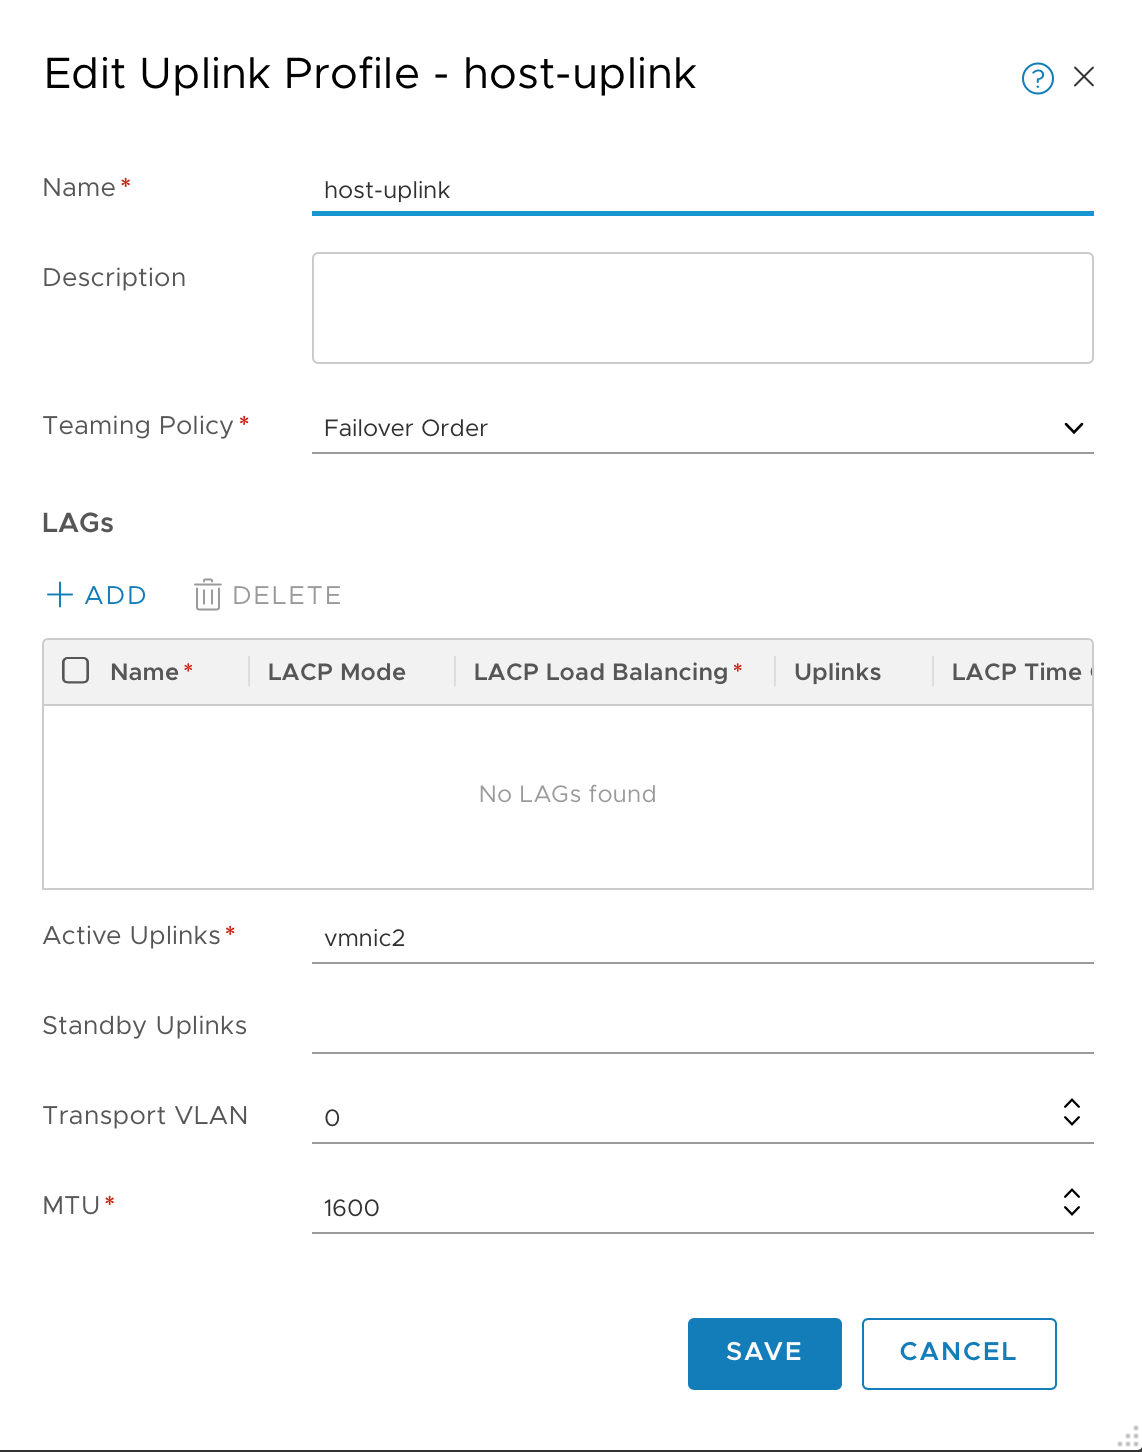 Edit Uplink Profile - host-uplink
?
Name*
host-uplink
Description
Teaming Policy*
Failover Order
LAGs
+ ADD DELETE
Name* LACP Mode LACP Load Balancing* Uplinks LACP Time
No LAGs found
Active Uplinks*
vmnic2
Standby Uplinks
Transport VLAN
0
MTU*
1600
SAVE CANCEL